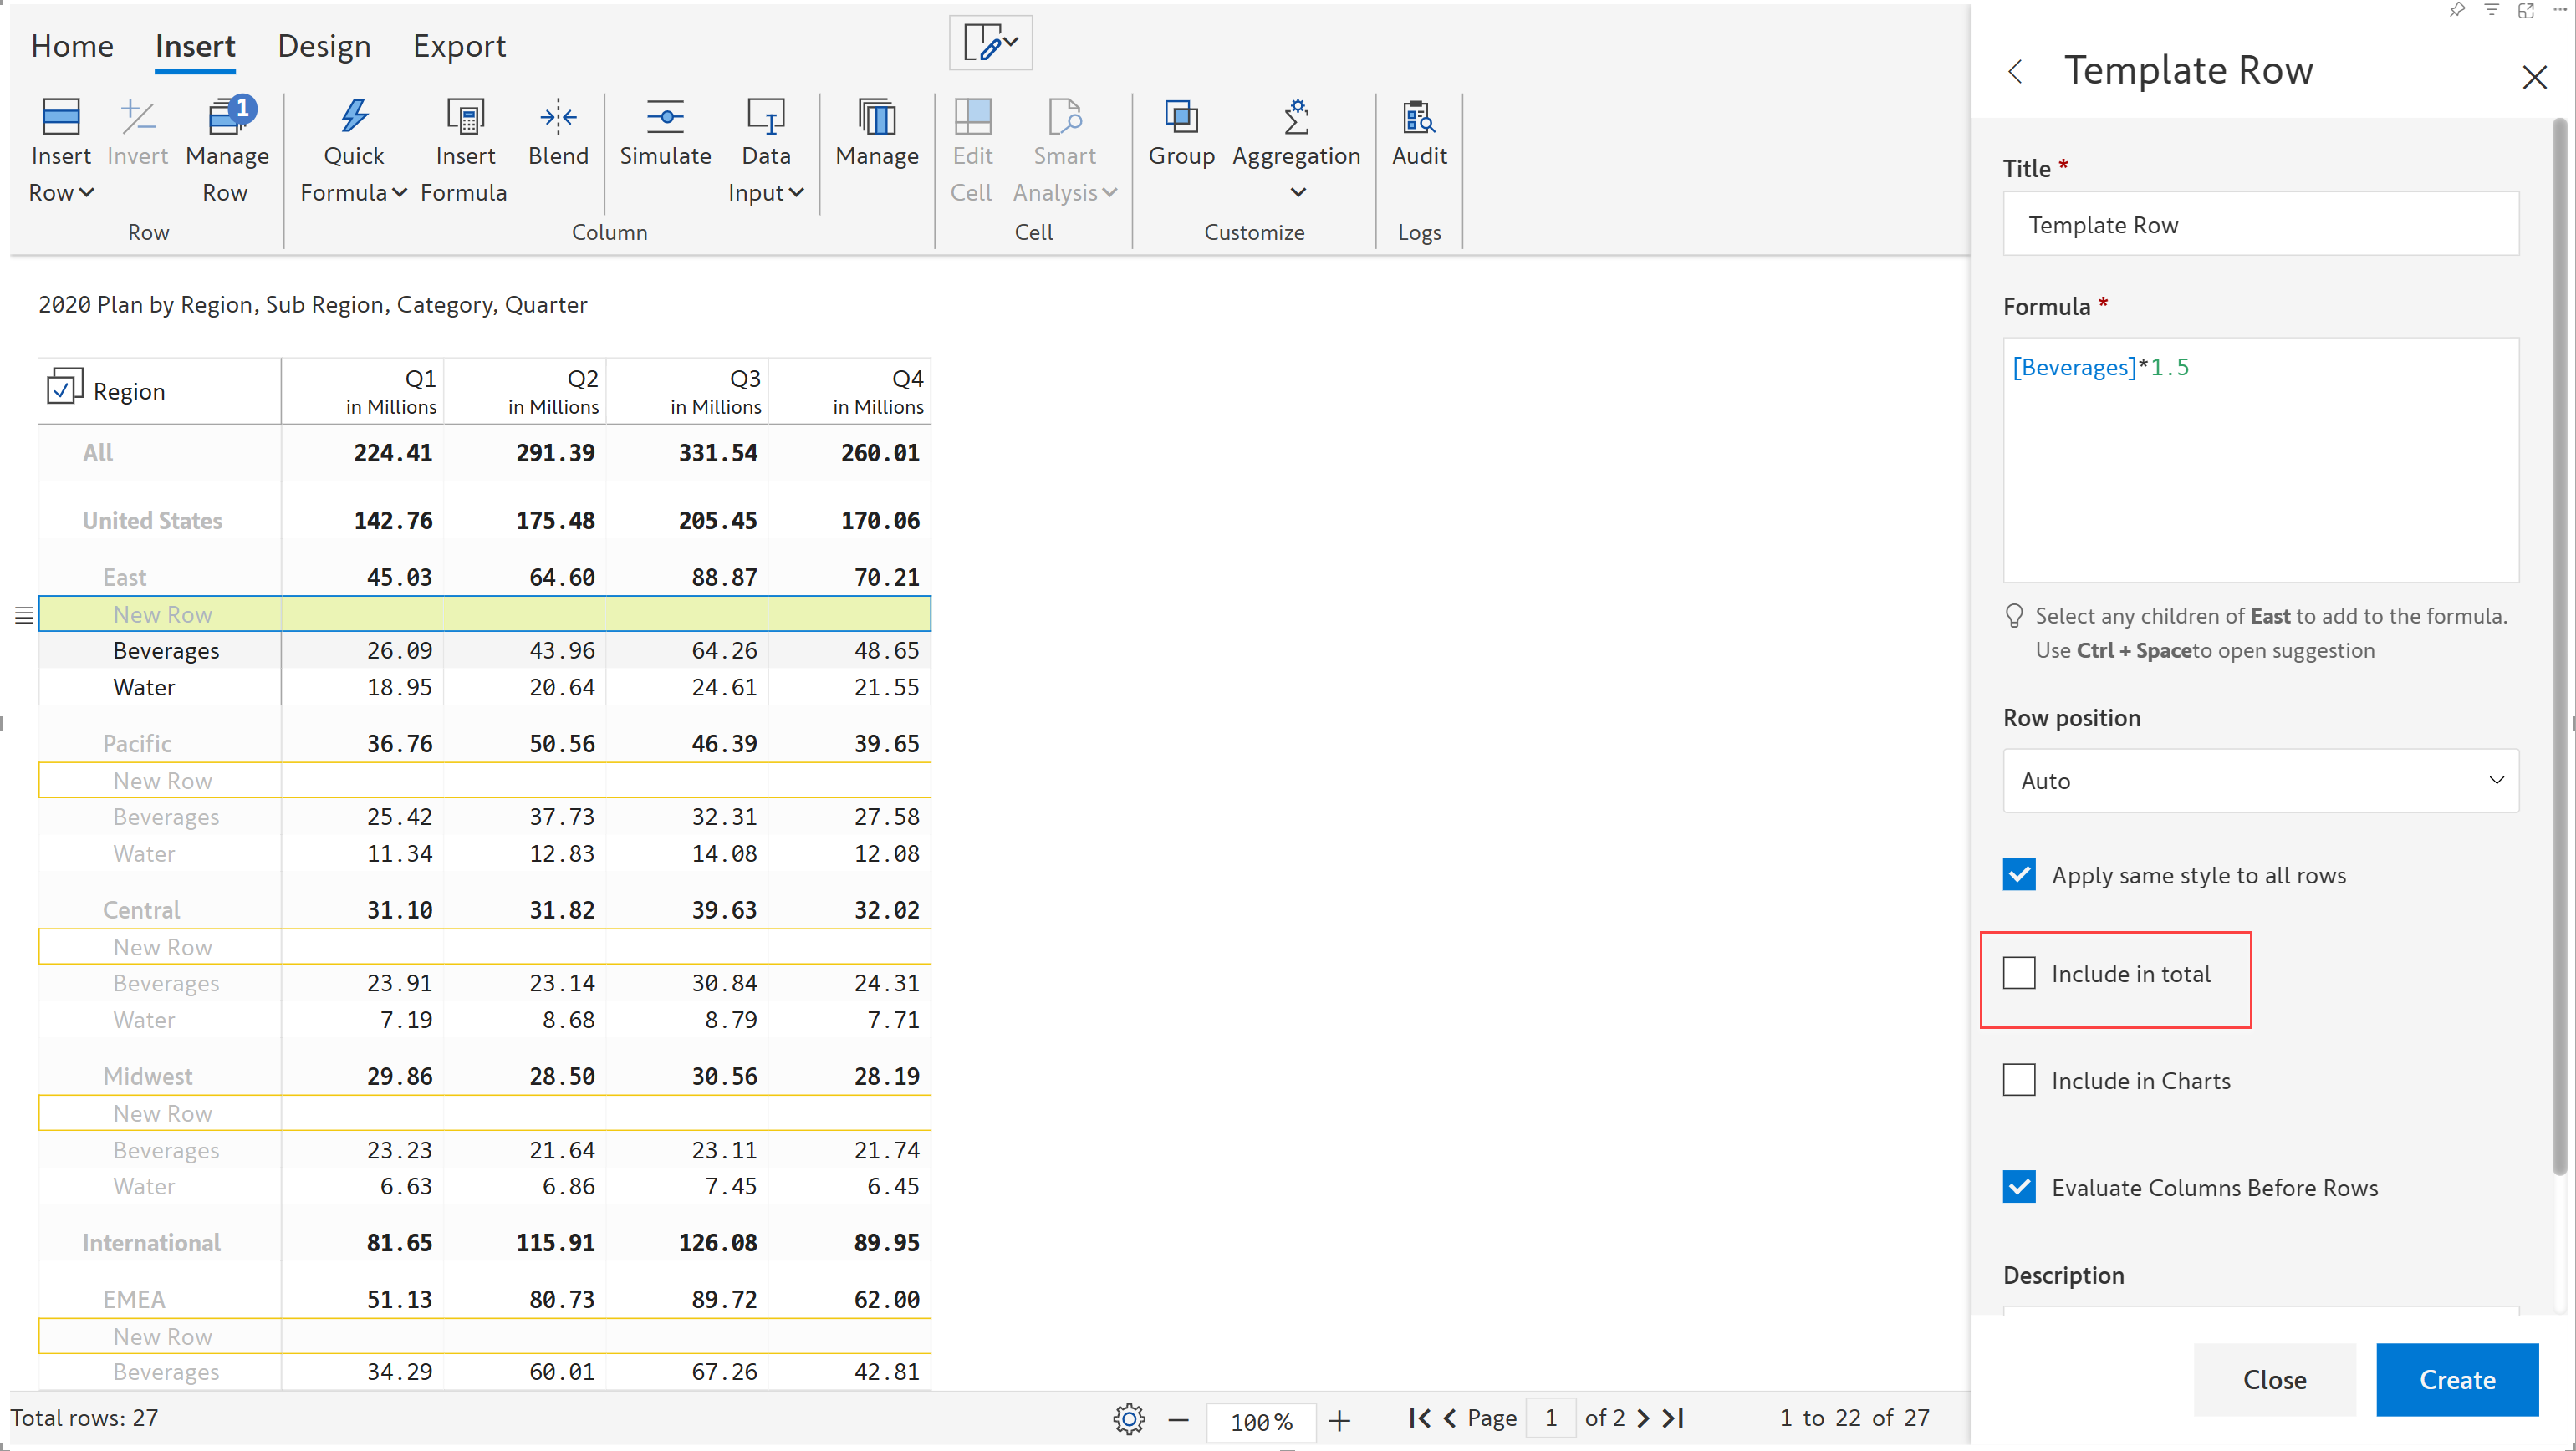 Home Insert Design Export
Insert Row
Invert
Manage Row
1
Row
Quick Formula
Insert Formula
Blend
Simulate
Data Input
Manage
Column
Edit Cell
Smart Analysis
Cell
Group
Aggregation
Customize
Audit
Logs
2020 Plan by Region, Sub Region, Category, Quarter
Region Q1 in Millions Q2 in Millions Q3 in Millions Q4 in Millions
All 224.41 291.39 331.54 260.01
United States 142.76 175.48 205.45 170.06
East 45.03 64.60 88.87 70.21
New Row
Beverages 26.09 43.96 64.26 48.65
Water 18.95 20.64 24.61 21.55
Pacific 36.76 50.56 46.39 39.65
New Row
Beverages 25.42 37.73 32.31 27.58
Water 11.34 12.83 14.08 12.08
Central 31.10 31.82 39.63 32.02
New Row
Beverages 23.91 23.14 30.84 24.31
Water 7.19 8.68 8.79 7.71
Midwest 29.86 28.50 30.56 28.19
New Row
Beverages 23.23 21.64 23.11 21.74
Water 6.63 6.86 7.45 6.45
International 81.65 115.91 126.08 89.95
EMEA 51.13 80.73 89.72 62.00
New Row
Beverages 34.29 60.01 67.26 42.81
Total rows: 27
100 %
Page 1 of 2
1 to 22 of 27
Template Row
Title *
Template Row
Formula *
[Beverages]*1.5
Select any children of East to add to the formula.
Use Ctrl + Spaceto open suggestion
Row position
Auto
Apply same style to all rows
Include in total
Include in Charts
Evaluate Columns Before Rows
Description
Close Create